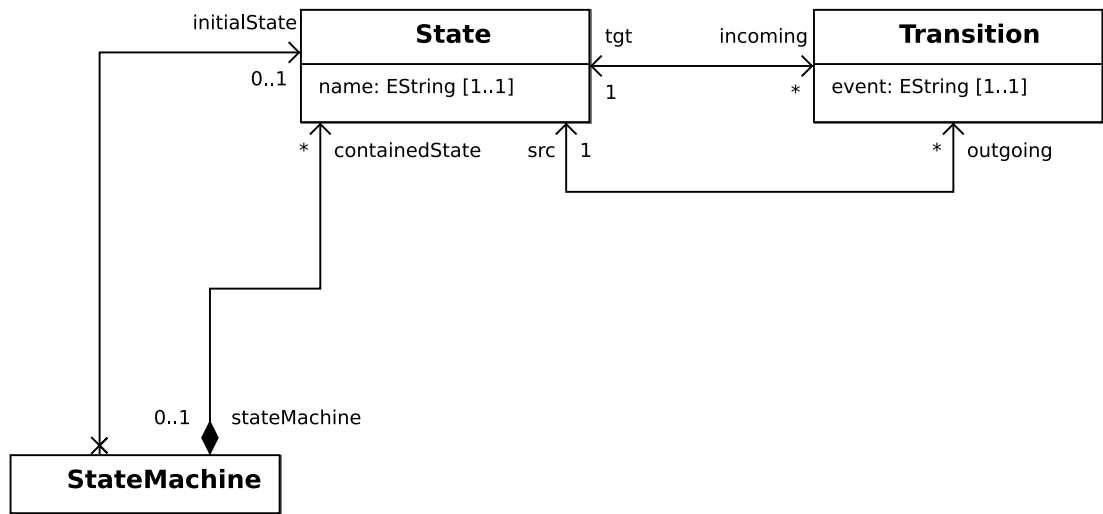 initialState
0..1
State
name: EString [1..1]
tgt
1
incoming
*
Transition
event: EString [1..1]
*
containedState
src
1
*
outgoing
0..1
stateMachine
StateMachine